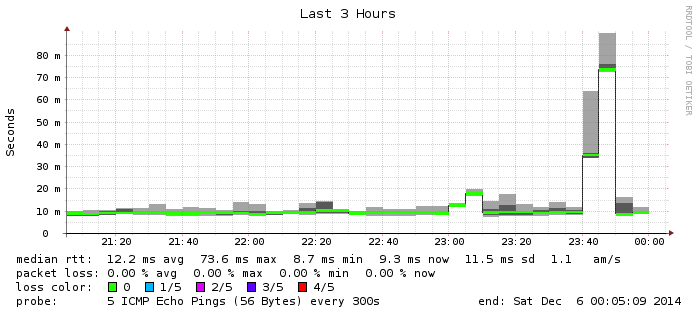 Last 3 Hours
RRDTOOL / TOBI OETIKER
Seconds
80 m
70 m
60 m
50 m
40 m
30 m
20 m
10 m
0
21:20 21:40 22:00 22:20 22:40 23:00 23:20 23:40 00:00
median rtt: 12.2 ms avg 73.6 ms max 8.7 ms min 9.3 ms now 11.5 ms sd 1.1 am/s
packet loss: 0.00 % avg 0.00 % max 0.00 % min 0.00 % now
loss color: 0 1/5 2/5 3/5 4/5
probe: 5 ICMP Echo Pings (56 Bytes) every 300s end: Sat Dec 6 00:05:09 2014